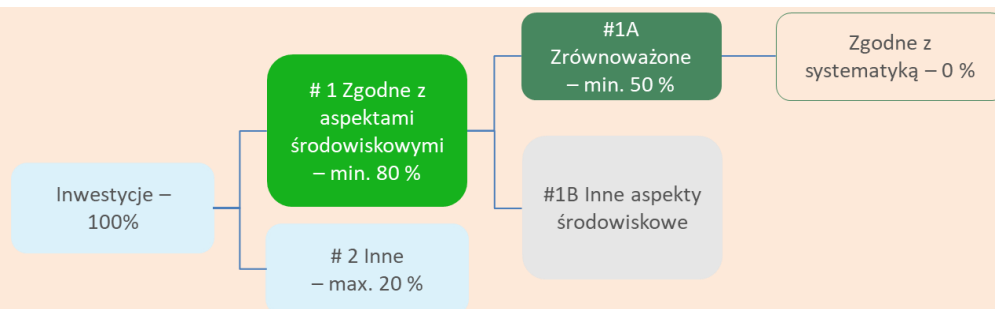 Inwestycje –
100%
# 1 Zgodne z
aspektami
środowiskowymi
– min. 80 %
# 2 Inne
– max. 20 %
#1A
Zrównoważone
– min. 50 %
#1B Inne aspekty
środowiskowe
Zgodne z
systematyką – 0 %